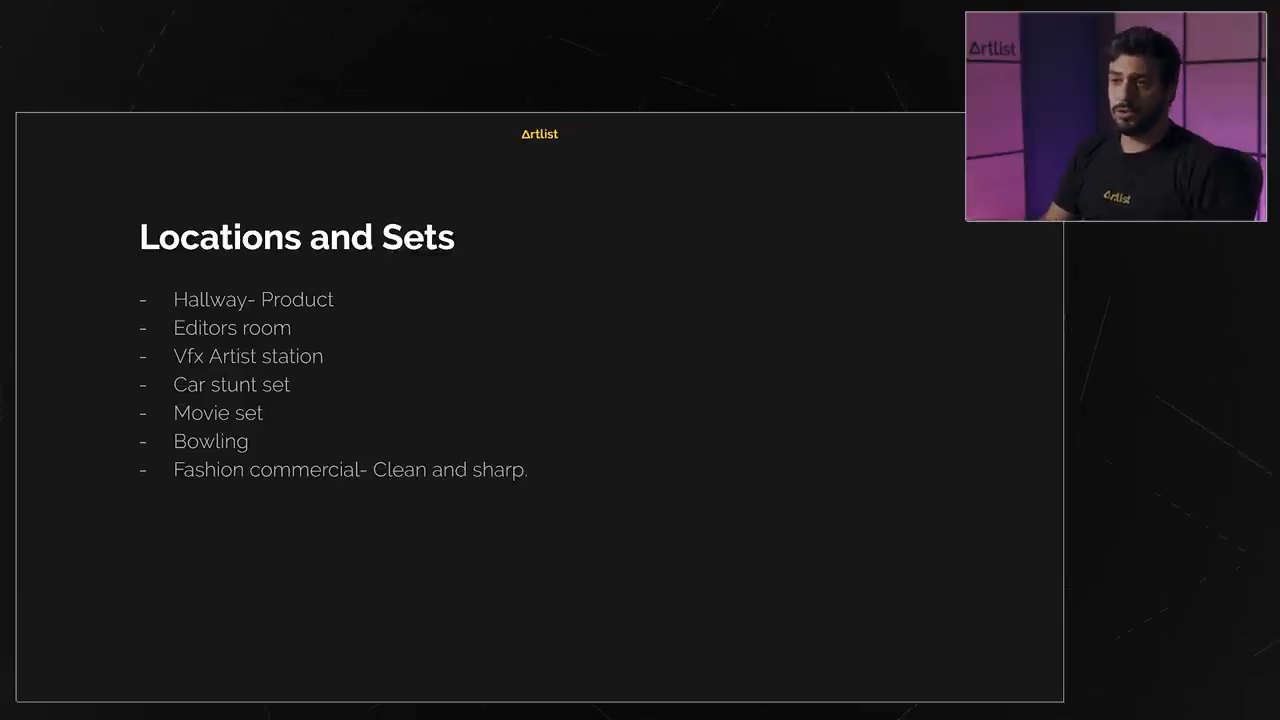 Artlist
Artlist
Artlist
Locations and Sets
- Hallway- Product
- Editors room
- Vfx Artist station
- Car stunt set
- Movie set
- Bowling
- Fashion commercial- Clean and sharp.